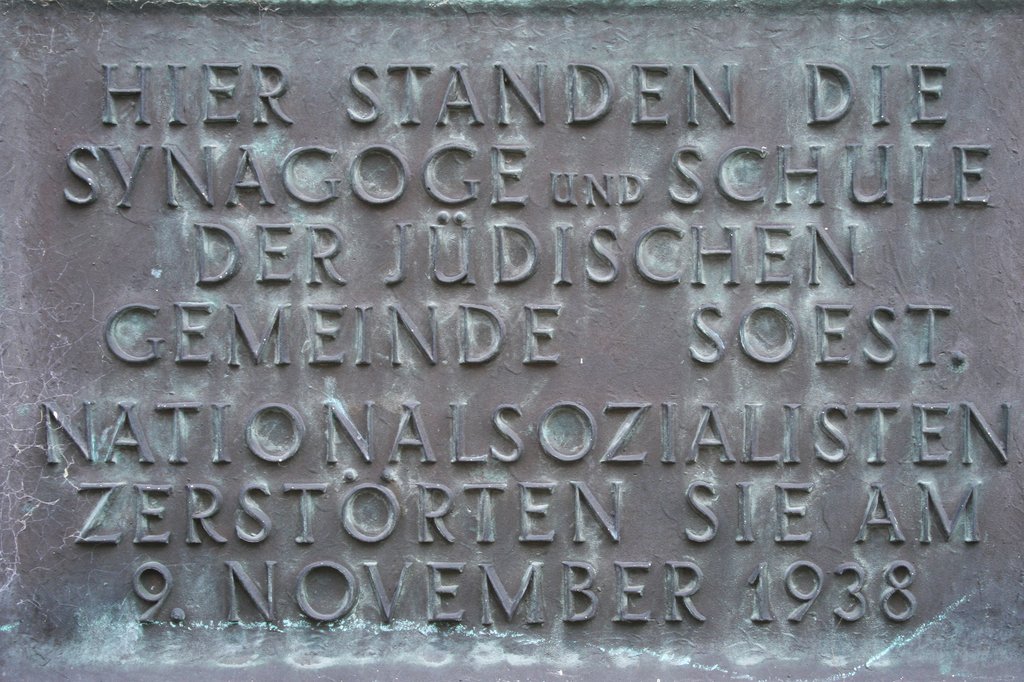 HIER STANDEN DIE
SYNAGOGE UND SCHULE
DER JÜDISCHEN
GEMEINDE SOEST.
NATIONALSOZIALISTEN
ZERSTÖRTEN SIE AM
9. NOVEMBER 1938